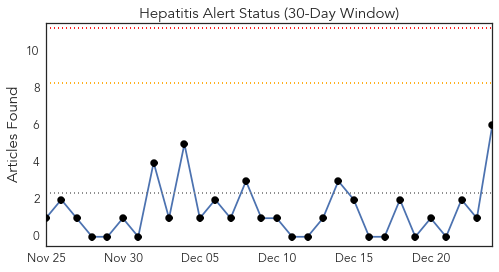 Hepatitis Alert Status (30-Day Window)
Articles Found
10
8
6
4
2
0
Nov 25 Nov 30 Dec 05 Dec 10 Dec 15 Dec 20